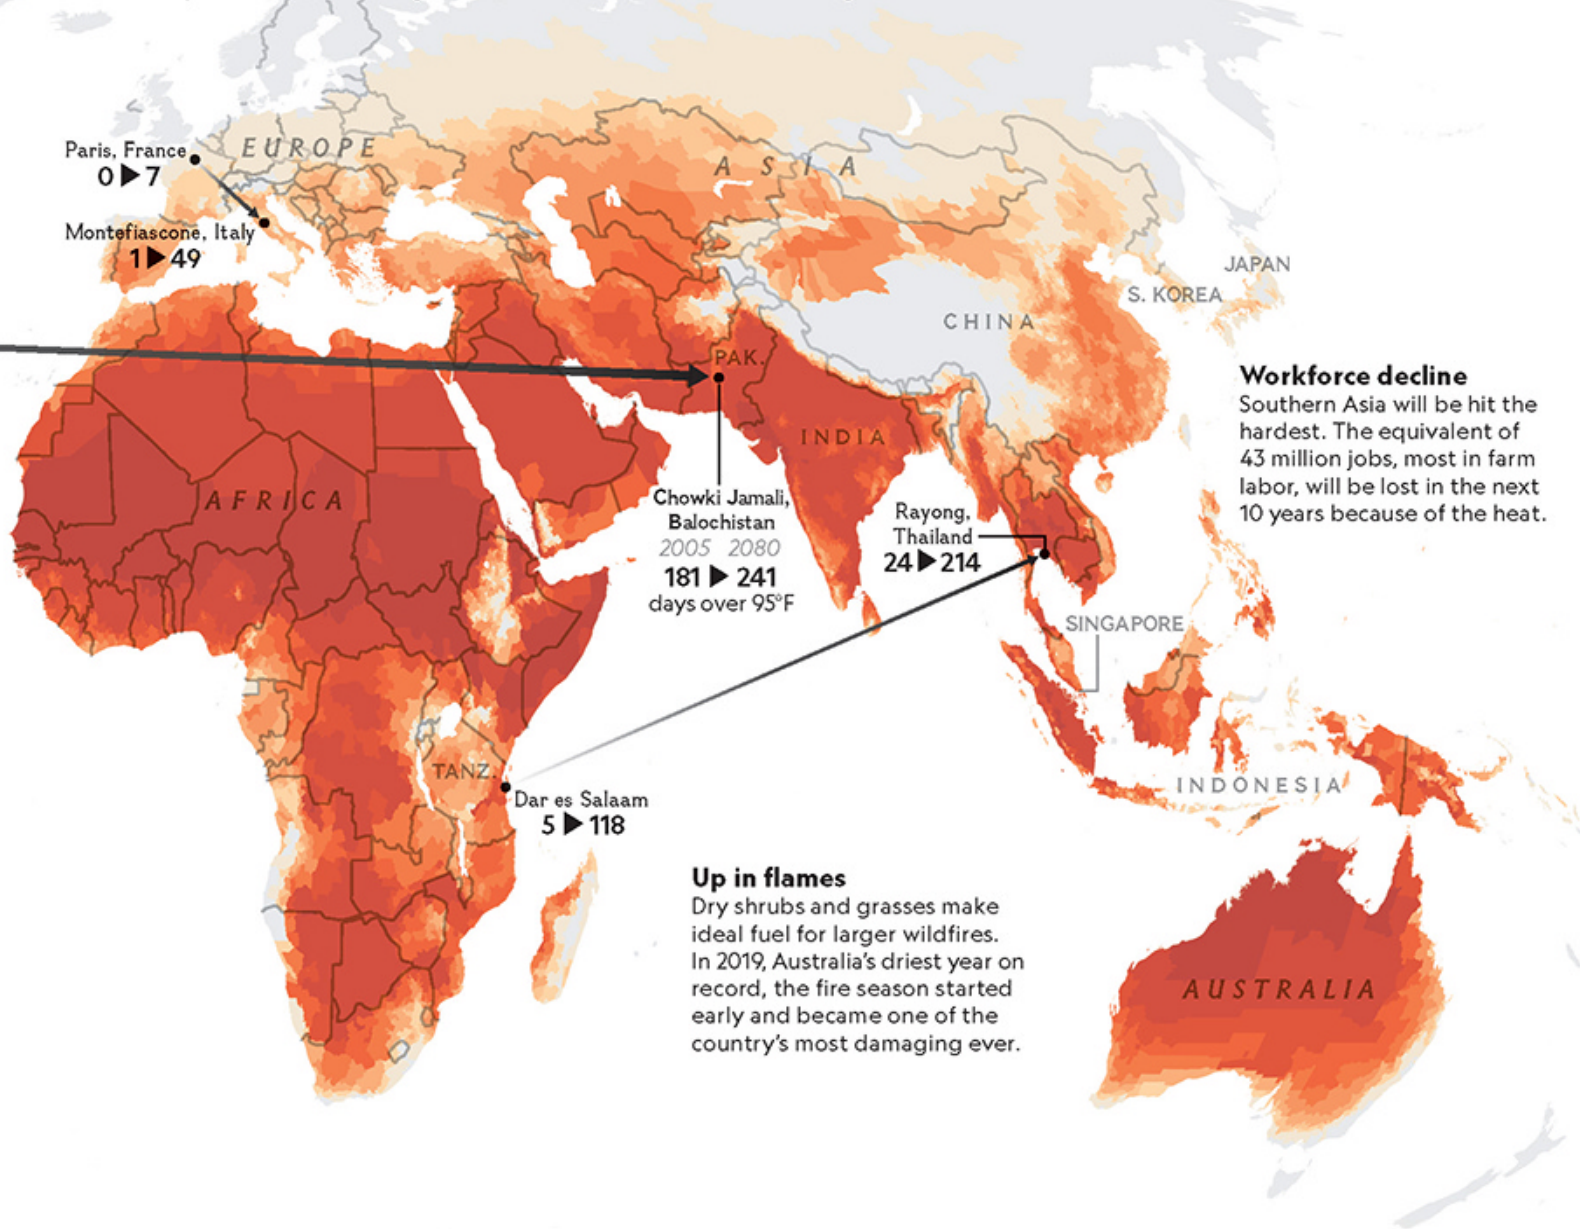 Paris, France
0▶7
EUROPE
Montefiascone, Italy
1▶49
ASIA
JAPAN
S. KOREA
CHINA
PAK.
INDIA
AFRICA
Chowki Jamali,
Balochistan
2005 2080
181 ▶ 241
days over 95°F
Rayong,
Thailand
24▶214
Workforce decline
Southern Asia will be hit the
hardest. The equivalent of
43 million jobs, most in farm
labor, will be lost in the next
10 years because of the heat.
SINGAPORE
TANZ.
Dar es Salaam
5▶118
INDONESIA
Up in flames
Dry shrubs and grasses make
ideal fuel for larger wildfires.
In 2019, Australia's driest year on
record, the fire season started
early and became one of the
country's most damaging ever.
AUSTRALIA